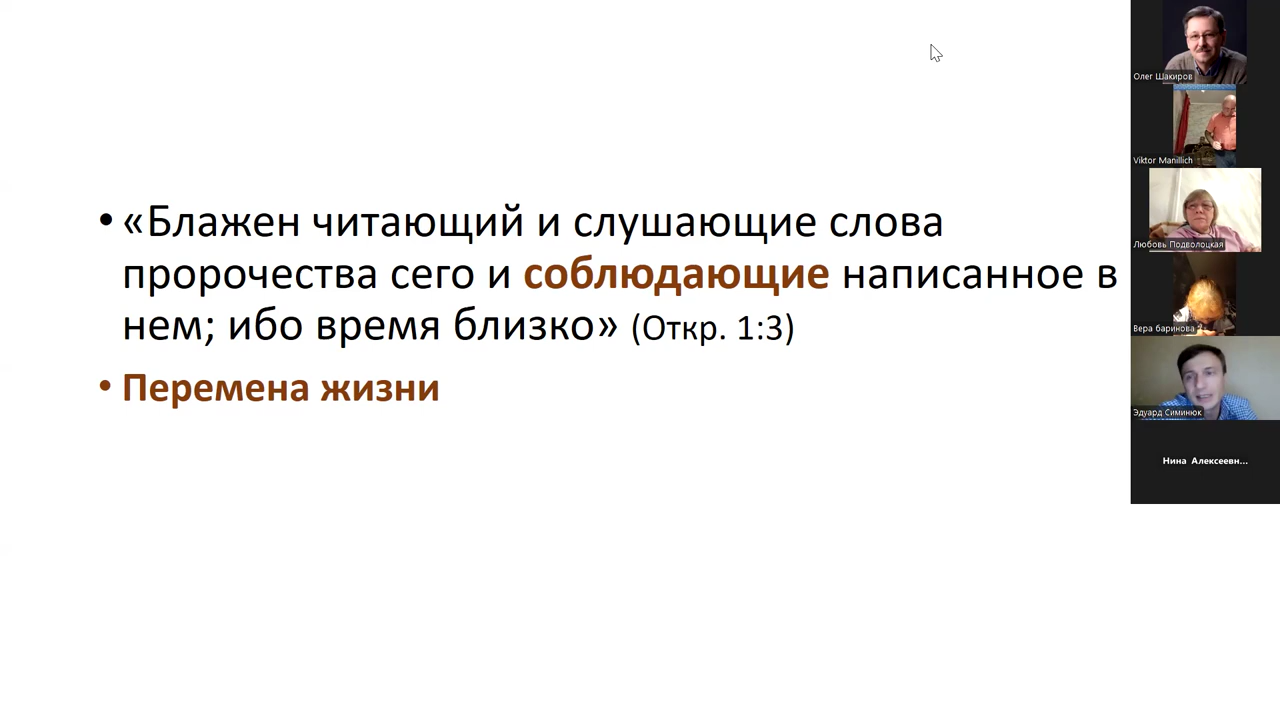 • «Блажен читающий и слушающие слова
пророчества сего и соблюдающие написанное в
нем; ибо время близко» (Откр. 1:3)
• Перемена жизни
Олег Шакиров
Viktor Manillich
Любовь Подволоцкая
Вера баринова 2
Эдуард Симинюк
Нина Алексеевн...